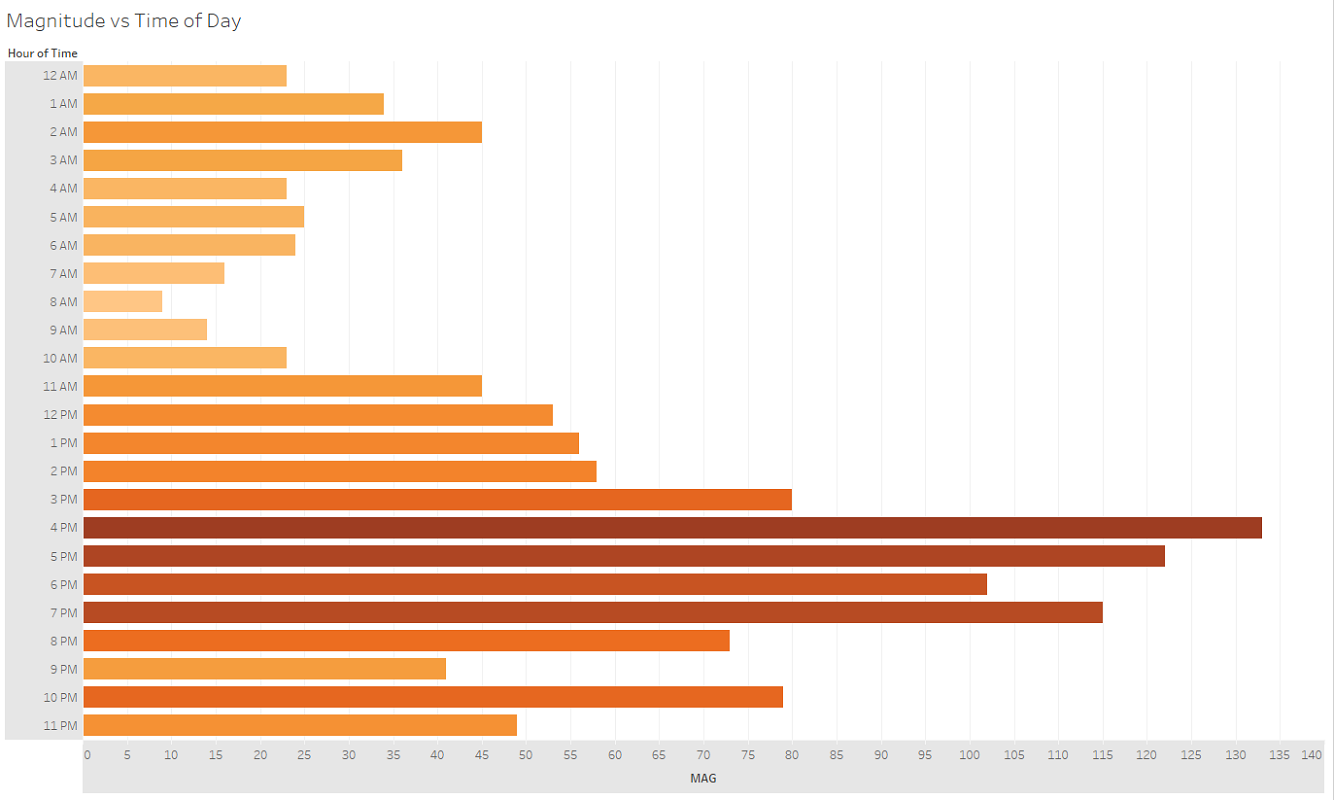 Magnitude vs Time of Day
Hour of Time
12 AM
1 AM
2 AM
3 AM
4 AM
5 AM
6 AM
7 AM
8 AM
9 AM
10 AM
11 AM
12 PM
1 PM
2 PM
3 PM
4 PM
5 PM
6 PM
7 PM
8 PM
9 PM
10 PM
11 PM
0 5 10 15 20 25 30 35 40 45 50 55 60 65 70 75 80 85 90 95 100 105 110 115 120 125 130 135 140
MAG